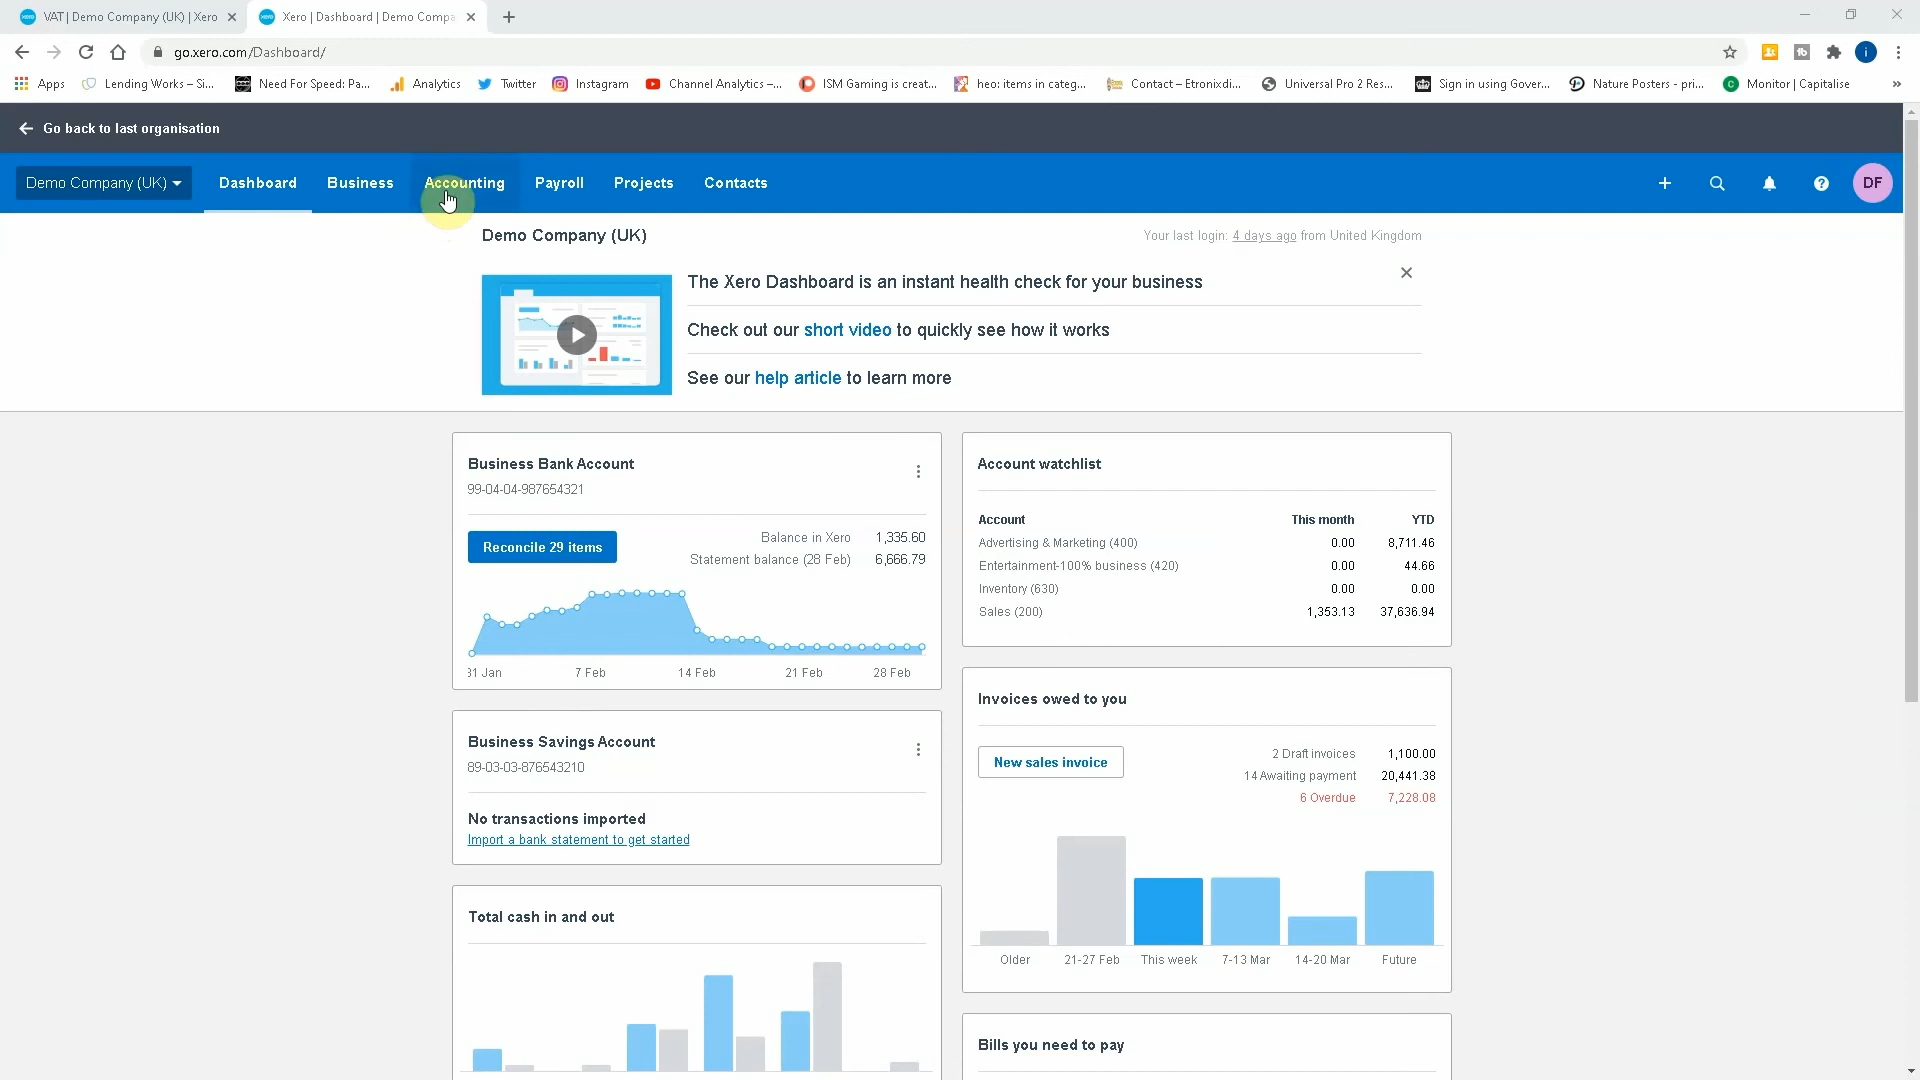 VAT | Demo Company (UK) | Xero
Xero | Dashboard | Demo Compa
go.xero.com/Dashboard/
Apps
Lending Works – Si...
Need For Speed: Pa...
Analytics
Twitter
Instagram
Channel Analytics –...
ISM Gaming is creat...
heo: items in categ...
Contact – Etronixdi...
Universal Pro 2 Res...
Sign in using Gover...
Nature Posters - pri...
Monitor | Capitalise
»
Go back to last organisation
Demo Company (UK)
Dashboard
Business
Accounting
Payroll
Projects
Contacts
DF
Demo Company (UK)
Your last login: 4 days ago from United Kingdom
The Xero Dashboard is an instant health check for your business
Check out our short video to quickly see how it works
See our help article to learn more
Business Bank Account
99-04-04-987654321
Reconcile 29 items
Balance in Xero 1,335.60
Statement balance (28 Feb) 6,666.79
31 Jan 7 Feb 14 Feb 21 Feb 28 Feb
Business Savings Account
89-03-03-876543210
No transactions imported
Import a bank statement to get started
Total cash in and out
Account watchlist
Account This month YTD
Advertising & Marketing (400) 0.00 8,711.46
Entertainment-100% business (420) 0.00 44.66
Inventory (630) 0.00 0.00
Sales (200) 1,353.13 37,636.94
Invoices owed to you
New sales invoice
2 Draft invoices 1,100.00
14 Awaiting payment 20,441.38
6 Overdue 7,228.08
Older 21-27 Feb This week 7-13 Mar 14-20 Mar Future
Bills you need to pay